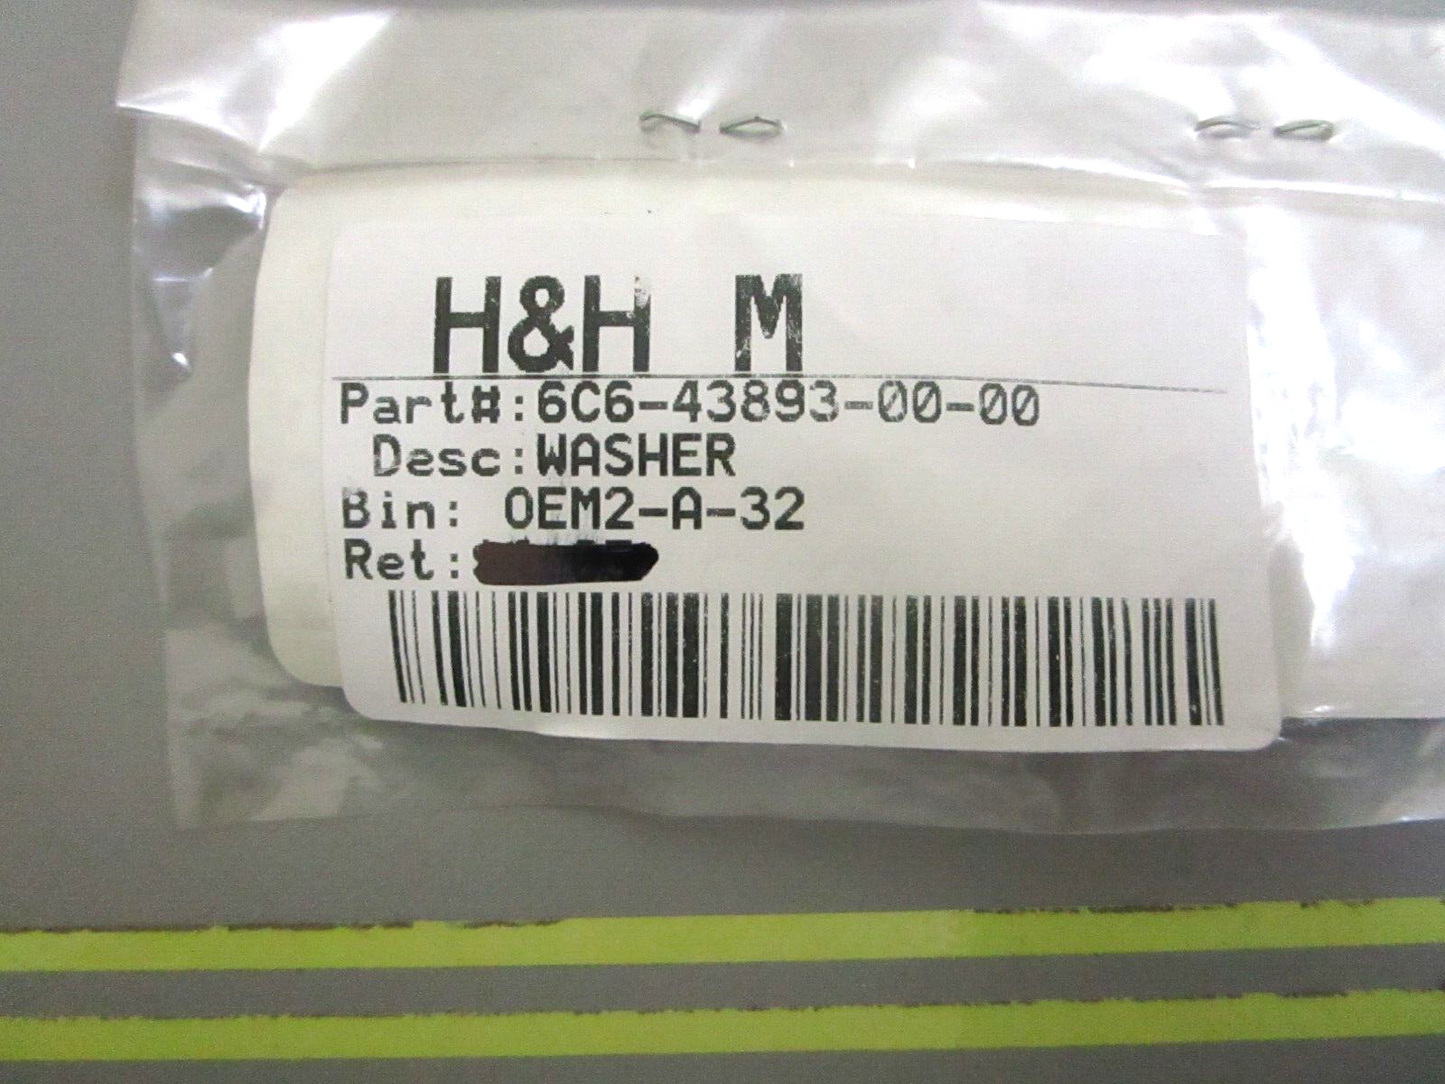 H&H M
Part#:6C6-43893-00-00
Desc:WASHER
Bin: OEM2-A-32
Ret: